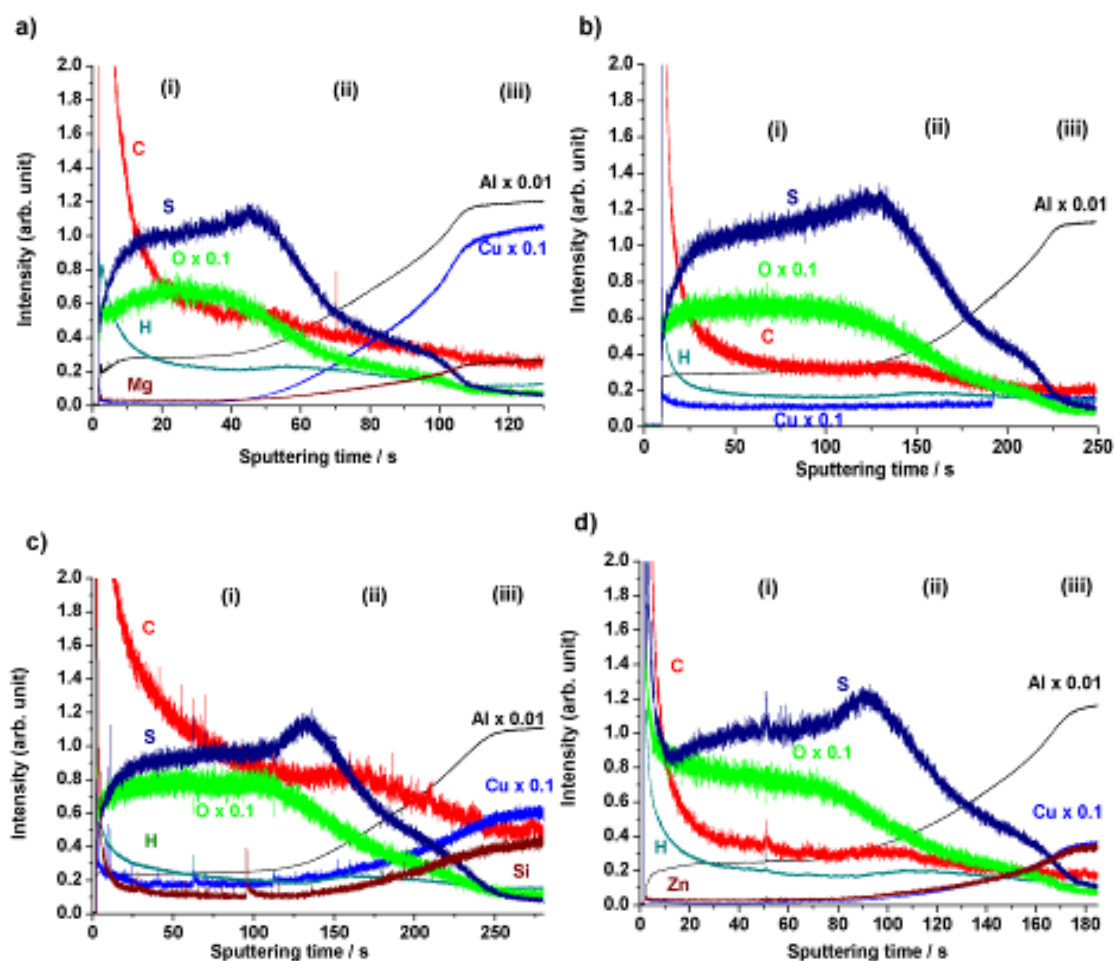 a)
2.0
1.8
1.6
1.4
1.2
1.0
0.8
0.6
0.4
0.2
0.0
Intensity (arb. unit)
(i)
(ii)
(iii)
C
S
Al x 0.01
Cu x 0.1
O x 0.1
H
Mg
0 20 40 60 80 100 120
Sputtering time / s
b)
2.0
1.8
1.6
1.4
1.2
1.0
0.8
0.6
0.4
0.2
0.0
Intensity (arb. unit)
(i)
(ii)
(iii)
S
Al x 0.01
O x 0.1
C
H
Cu x 0.1
0 50 100 150 200 250
Sputtering time / s
c)
2.0
1.8
1.6
1.4
1.2
1.0
0.8
0.6
0.4
0.2
0.0
Intensity (arb. unit)
(i)
(ii)
(iii)
C
S
Al x 0.01
Cu x 0.1
O x 0.1
H
Si
0 50 100 150 200 250
Sputtering time / s
d)
2.0
1.8
1.6
1.4
1.2
1.0
0.8
0.6
0.4
0.2
0.0
Intensity (arb. unit)
(i)
(ii)
(iii)
C
S
Al x 0.01
O x 0.1
Cu x 0.1
H
Zn
0 20 40 60 80 100 120 140 160 180
Sputtering time / s